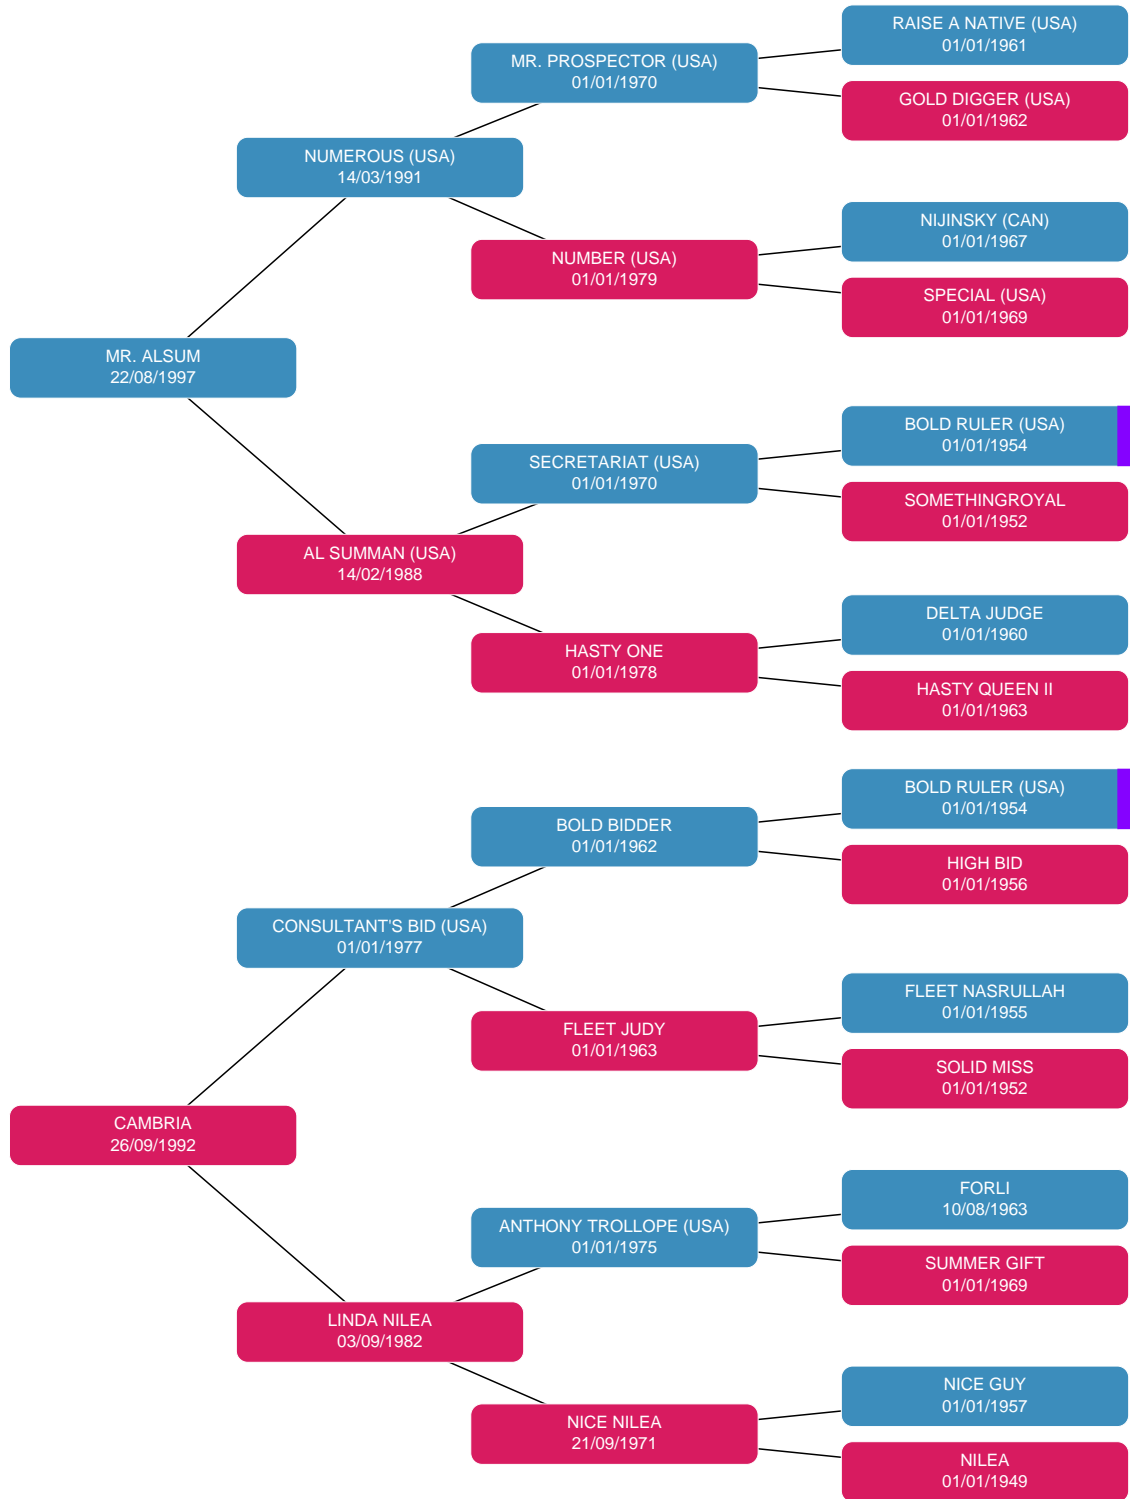 RAISE A NATIVE (USA)
01/01/1961
MR. PROSPECTOR (USA)
01/01/1970
GOLD DIGGER (USA)
01/01/1962
NUMEROUS (USA)
14/03/1991
NIJINSKY (CAN)
01/01/1967
NUMBER (USA)
01/01/1979
SPECIAL (USA)
01/01/1969
MR. ALSUM
22/08/1997
BOLD RULER (USA)
01/01/1954
SECRETARIAT (USA)
01/01/1970
SOMETHINGROYAL
01/01/1952
AL SUMMAN (USA)
14/02/1988
DELTA JUDGE
01/01/1960
HASTY ONE
01/01/1978
HASTY QUEEN II
01/01/1963
BOLD RULER (USA)
01/01/1954
BOLD BIDDER
01/01/1962
HIGH BID
01/01/1956
CONSULTANT'S BID (USA)
01/01/1977
FLEET NASRULLAH
01/01/1955
FLEET JUDY
01/01/1963
SOLID MISS
01/01/1952
CAMBRIA
26/09/1992
FORLI
10/08/1963
ANTHONY TROLLOPE (USA)
01/01/1975
SUMMER GIFT
01/01/1969
LINDA NILEA
03/09/1982
NICE GUY
01/01/1957
NICE NILEA
21/09/1971
NILEA
01/01/1949